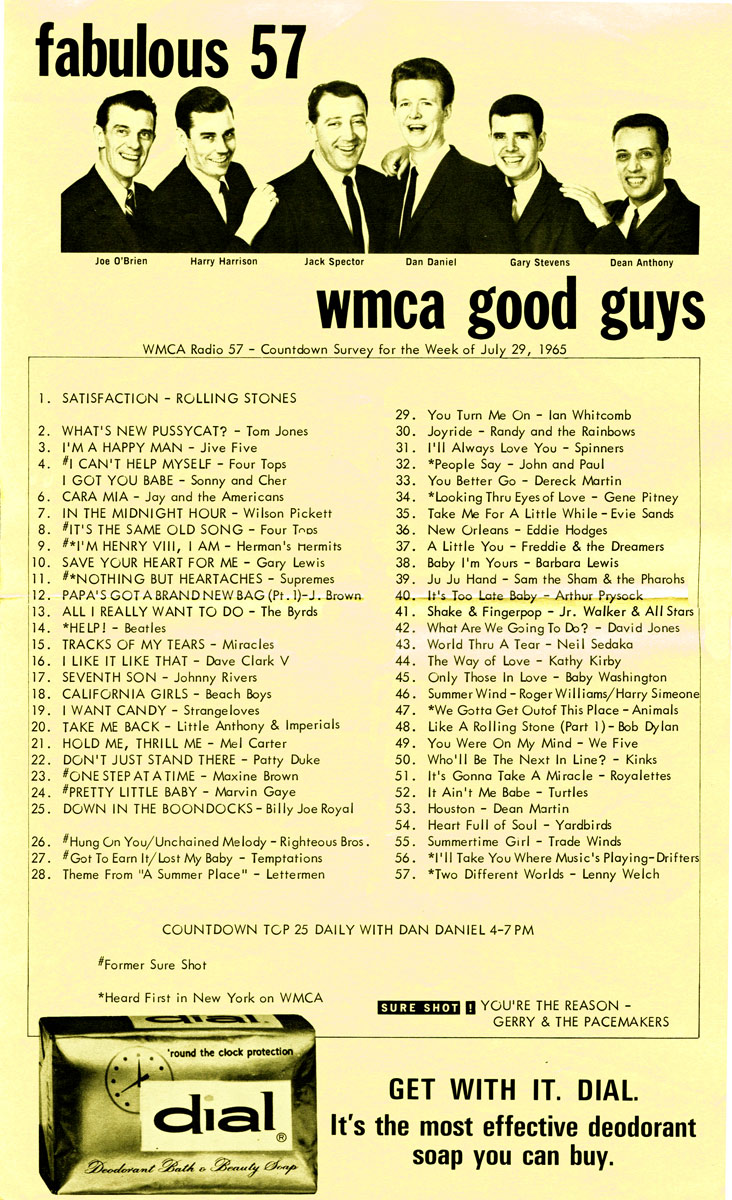 fabulous 57
Joe O'Brien
Harry Harrison
Jack Spector
Dan Daniel
Gary Stevens
Dean Anthony
wmca good guys
WMCA Radio 57 - Countdown Survey for the Week of July 29, 1965
1. SATISFACTION - ROLLING STONES
2. WHAT'S NEW PUSSYCAT? - Tom Jones
3. I'M A HAPPY MAN - Jive Five
4. #I CAN'T HELP MYSELF - Four Tops
I GOT YOU BABE - Sonny and Cher
6. CARA MIA - Jay and the Americans
7. IN THE MIDNIGHT HOUR - Wilson Pickett
8. #IT'S THE SAME OLD SONG - Four Tops
9. #*I'M HENRY VIII, I AM - Herman's Hermits
10. SAVE YOUR HEART FOR ME - Gary Lewis
11. #*NOTHING BUT HEARTACHES - Supremes
12. PAPA'S GOT A BRAND NEW BAG (Pt. 1)-J. Brown
13. ALL I REALLY WANT TO DO - The Byrds
14. *HELP! - Beatles
15. TRACKS OF MY TEARS - Miracles
16. I LIKE IT LIKE THAT - Dave Clark V
17. SEVENTH SON - Johnny Rivers
18. CALIFORNIA GIRLS - Beach Boys
19. I WANT CANDY - Strangeloves
20. TAKE ME BACK - Little Anthony & Imperials
21. HOLD ME, THRILL ME - Mel Carter
22. DON'T JUST STAND THERE - Patty Duke
23. #ONE STEP AT A TIME - Maxine Brown
24. #PRETTY LITTLE BABY - Marvin Gaye
25. DOWN IN THE BOONDOCKS - Billy Joe Royal
26. #Hung On You/Unchained Melody - Righteous Bros.
27. #Got To Earn It/Lost My Baby - Temptations
28. Theme From "A Summer Place" - Lettermen
29. You Turn Me On - Ian Whitcomb
30. Joyride - Randy and the Rainbows
31. I'll Always Love You - Spinners
32. *People Say - John and Paul
33. You Better Go - Dereck Martin
34. *Looking Thru Eyes of Love - Gene Pitney
35. Take Me For A Little While - Evie Sands
36. New Orleans - Eddie Hodges
37. A Little You - Freddie & the Dreamers
38. Baby I'm Yours - Barbara Lewis
39. Ju Ju Hand - Sam the Sham & the Pharohs
40. It's Too Late Baby - Arthur Prysock
41. Shake & Fingerpop - Jr. Walker & All Stars
42. What Are We Going To Do? - David Jones
43. World Thru A Tear - Neil Sedaka
44. The Way of Love - Kathy Kirby
45. Only Those In Love - Baby Washington
46. Summer Wind - Roger Williams/Harry Simeone
47. *We Gotta Get Outof This Place - Animals
48. Like A Rolling Stone (Part 1) - Bob Dylan
49. You Were On My Mind - We Five
50. Who'll Be The Next In Line? - Kinks
51. It's Gonna Take A Miracle - Royalettes
52. It Ain't Me Babe - Turtles
53. Houston - Dean Martin
54. Heart Full of Soul - Yardbirds
55. Summertime Girl - Trade Winds
56. *I'll Take You Where Music's Playing-Drifters
57. *Two Different Worlds - Lenny Welch
COUNTDOWN TOP 25 DAILY WITH DAN DANIEL 4-7 PM
#Former Sure Shot
*Heard First in New York on WMCA
SURE SHOT ! YOU'RE THE REASON -
GERRY & THE PACEMAKERS
dial.
'round the clock protection
dial
®
Deodorant Bath & Beauty Soap
GET WITH IT. DIAL.
It's the most effective deodorant
soap you can buy.